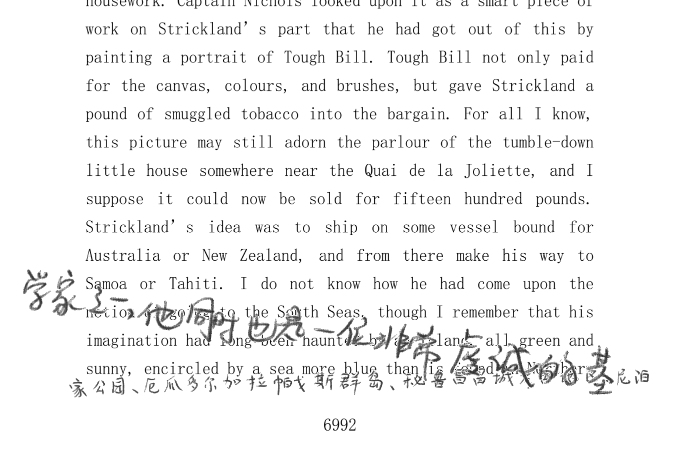 housework. Captain Nichols looked upon it as a smart piece of
work on Strickland's part that he had got out of this by
painting a portrait of Tough Bill. Tough Bill not only paid
for the canvas, colours, and brushes, but gave Strickland a
pound of smuggled tobacco into the bargain. For all I know,
this picture may still adorn the parlour of the tumble-down
little house somewhere near the Quai de la Joliette, and I
suppose it could now be sold for fifteen hundred pounds.
Strickland's idea was to ship on some vessel bound for
Australia or New Zealand, and from there make his way to
Samoa or Tahiti. I do not know how he had come upon the
学家之一,他同时也是一位非常虔诚的基
notion of going to the South Seas, though I remember that his
imagination had long been haunted by an island, all green and
sunny, encircled by a sea more blue than is
家公园、厄瓜多尔加拉帕戈斯群岛、秘鲁 尼泊
6992